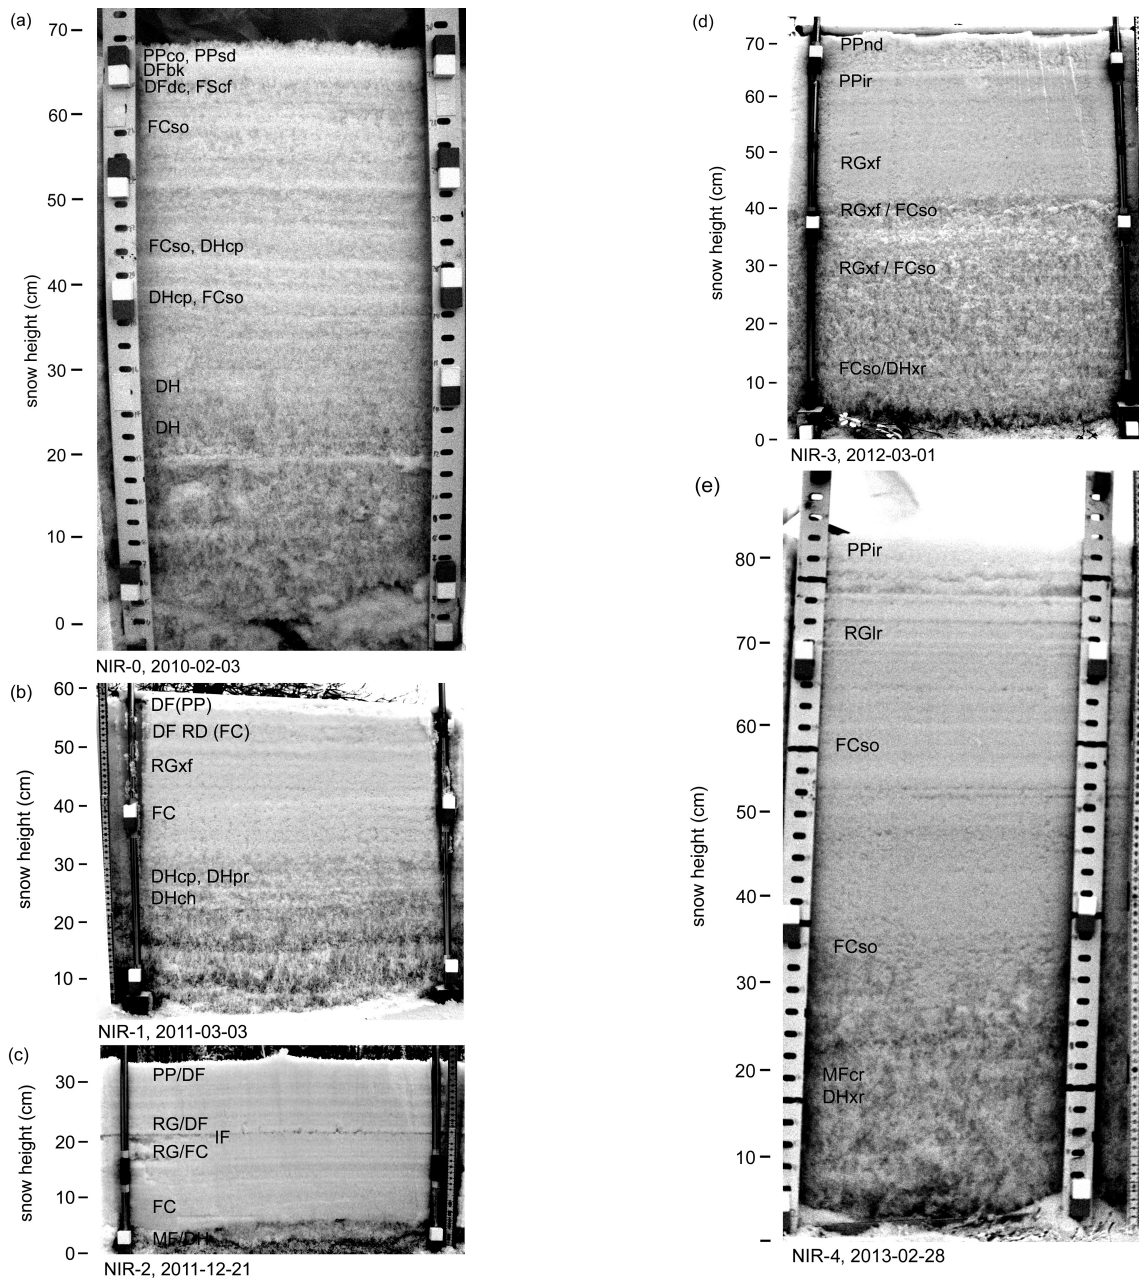 (a)
70
60
50
40
30
20
10
0
snow height (cm)
PPco, PPsd
DFbk
DFdc, FScf
FCso
FCso, DHcp
DHcp, FCso
DH
DH
NIR-0, 2010-02-03
(b)
60
50
40
30
20
10
snow height (cm)
DF(PP)
DF RD (FC)
RGxf
FC
DHcp, DHpr
DHch
NIR-1, 2011-03-03
(c)
30
20
10
0
snow height (cm)
PP/DF
RG/DF
IF
RG/FC
FC
MF/DH
NIR-2, 2011-12-21
(d)
70
60
50
40
30
20
10
0
snow height (cm)
PPnd
PPir
RGxf
RGxf / FCso
RGxf / FCso
FCso/DHxr
NIR-3, 2012-03-01
(e)
80
70
60
50
40
30
20
10
snow height (cm)
PPir
RGlr
FCso
FCso
MFcr
DHxr
NIR-4, 2013-02-28